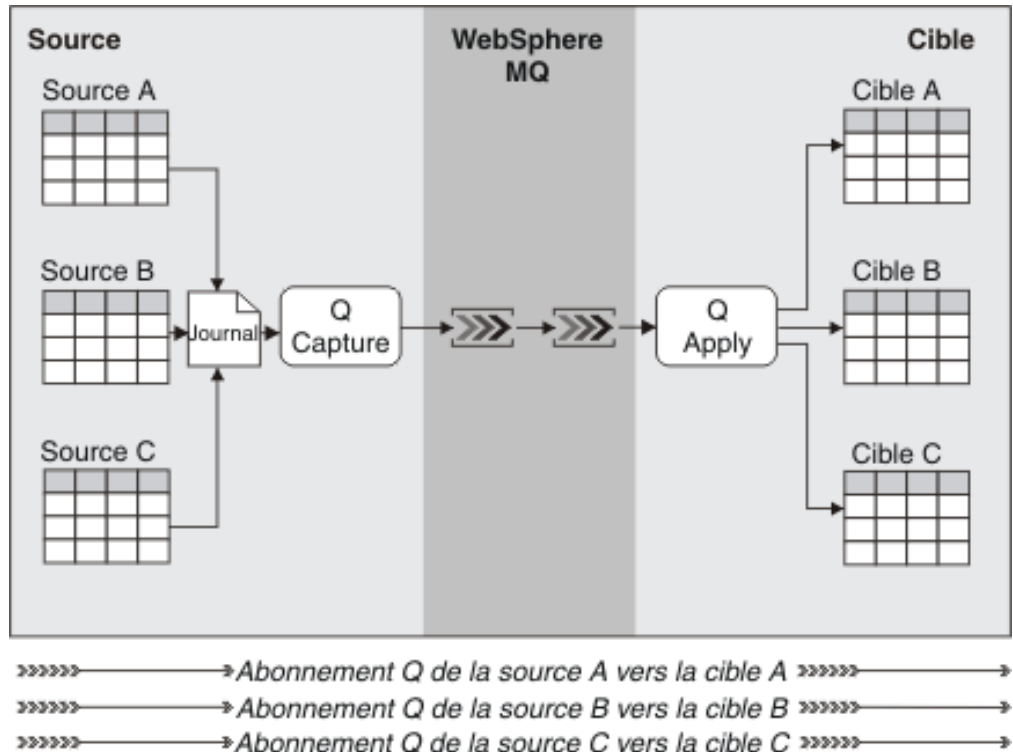 Source
WebSphere
MQ
Cible
Source A
Cible A
Source B
Cible B
Journal
Q
Capture
Q
Apply
Source C
Cible C
Abonnement Q de la source A vers la cible A
Abonnement Q de la source B vers la cible B
Abonnement Q de la source C vers la cible C